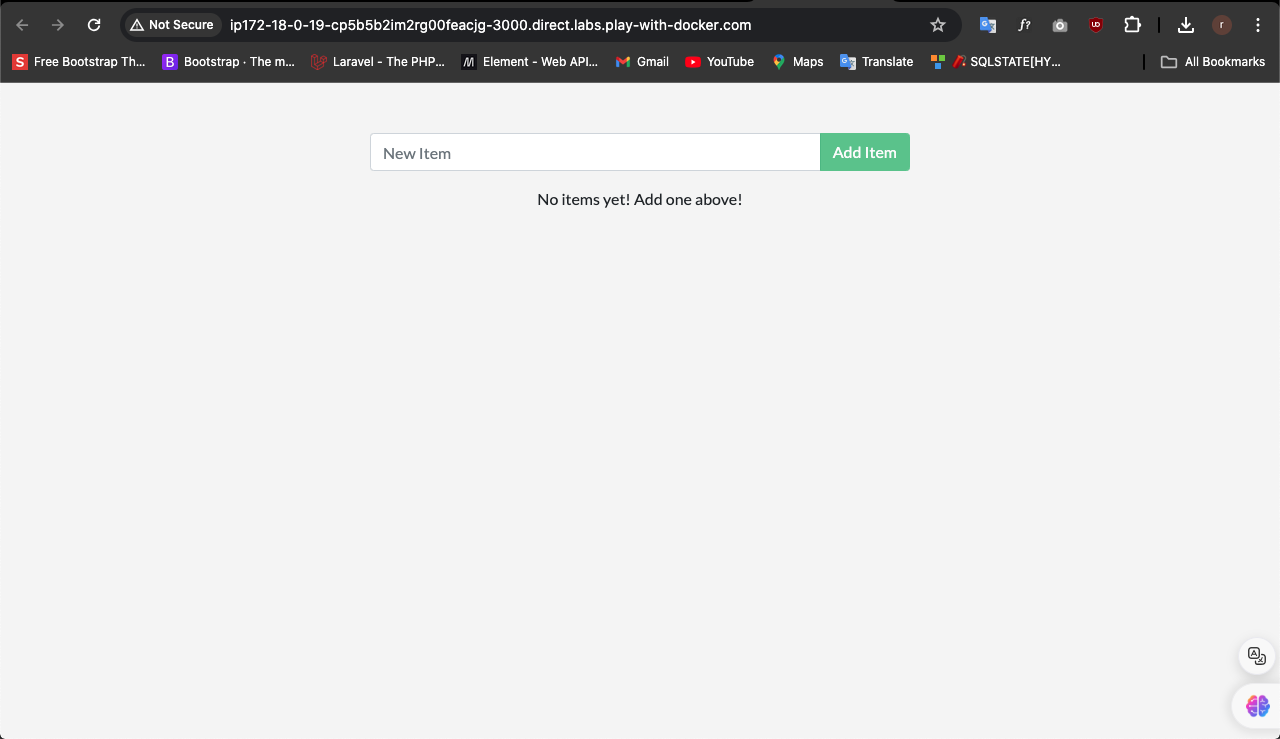 Not Secure ip172-18-0-19-cp5b5b2im2rg00feacjg-3000.direct.labs.play-with-docker.com f? UD r
S Free Bootstrap Th... B Bootstrap · The m... Laravel - The PHP... M Element - Web API... Gmail YouTube Maps Translate SQLSTATE[HY... All Bookmarks
New Item Add Item
No items yet! Add one above!